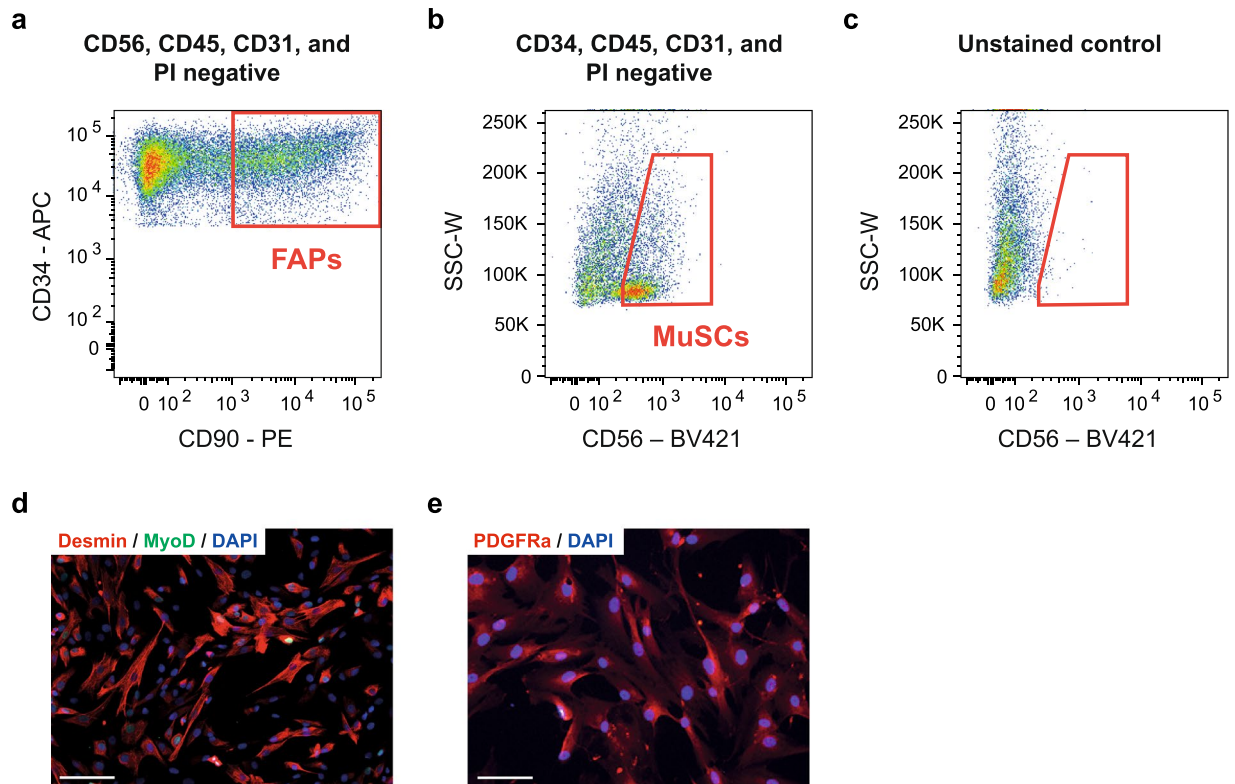 a
CD56, CD45, CD31, and
PI negative
10^5
10^4
10^3
10^2
0
CD34 - APC
FAPs
0 10^2 10^3 10^4 10^5
CD90 - PE
b
CD34, CD45, CD31, and
PI negative
250K
200K
150K
100K
50K
0
SSC-W
MuSCs
0 10^2 10^3 10^4 10^5
CD56 – BV421
c
Unstained control
250K
200K
150K
100K
50K
0
SSC-W
0 10^2 10^3 10^4 10^5
CD56 – BV421
d
Desmin / MyoD / DAPI
e
PDGFRa / DAPI